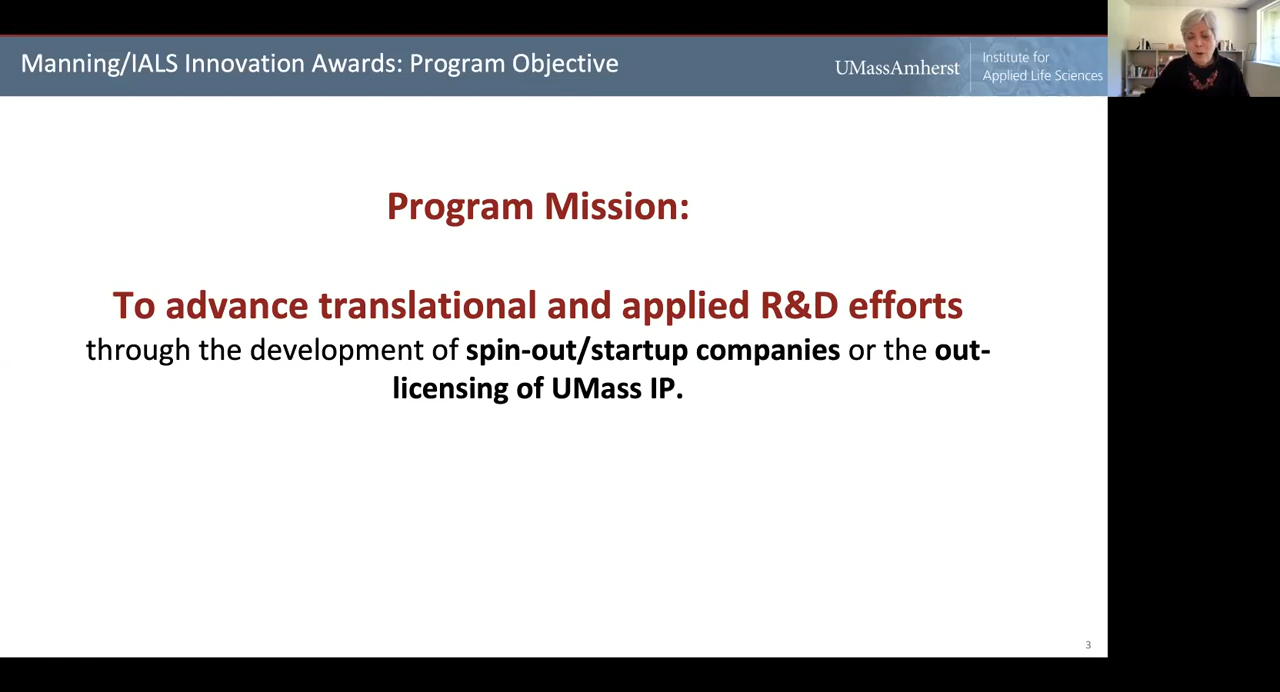 Manning/IALS Innovation Awards: Program Objective
UMassAmherst
Institute for
Applied Life Sciences
Program Mission:
To advance translational and applied R&D efforts
through the development of spin-out/startup companies or the out-
licensing of UMass IP.
3